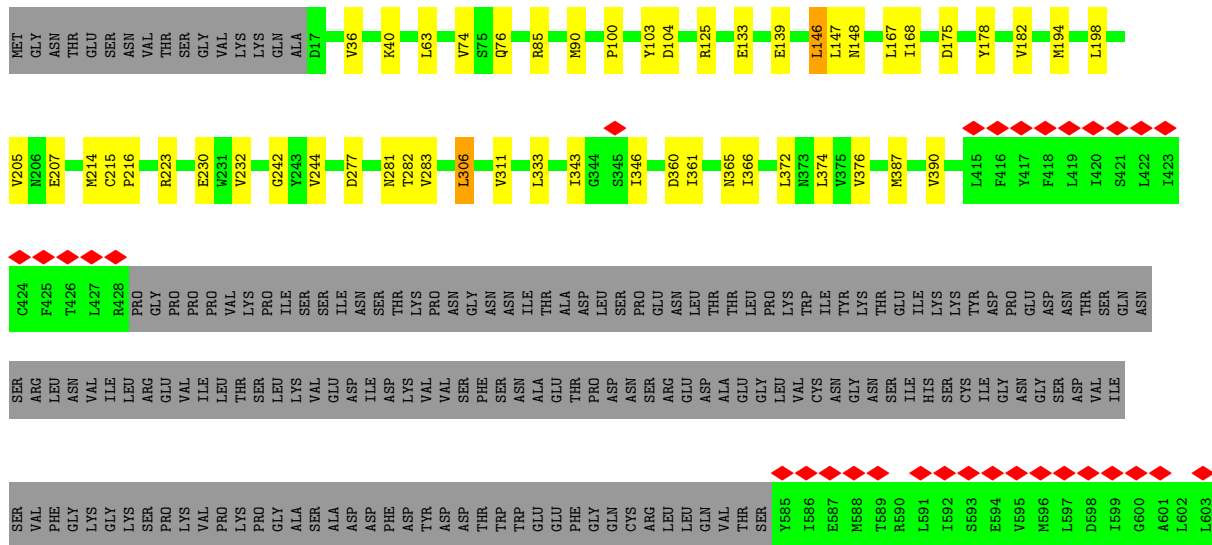 MET GLY ASN THR GLU SER ASN VAL THR SER GLY VAL LYS LYS GLN ALA D17 V36 K40 L63 V74 S75 Q76 R85 M90 P100 Y103 D104 R125 E133 E139 L146 L147 N148 L167 I168 D175 Y178 V182 M194 L198
V205 N206 E207 M214 C215 P216 R223 E230 W231 V232 G242 Y243 V244 D277 N281 T282 V283 L306 V311 L333 I343 G344 S345 I346 D360 I361 N365 I366 L372 N373 L374 V375 V376 M387 V390 L415 F416 Y417 F418 L419 I420 S421 L422 I423
C424 F425 T426 L427 R428 PRO GLY PRO PRO PRO VAL LYS PRO ILE SER SER ILE ASN SER THR LYS PRO ASN GLY ASN ASN ILE THR ALA ASP LEU SER PRO GLU ASN LEU THR THR LEU PRO LYS TRP ILE TYR LYS THR GLU ILE LYS LYS TYR ASP PRO GLU ASP ASN THR SER GLN ASN
SER ARG LEU ASN VAL ILE LEU ARG GLU VAL ILE LEU THR SER LEU LYS VAL GLU ASP ILE ASP LYS VAL VAL SER PHE SER ASN ALA GLU THR PRO ASP ASN SER ARG GLU ASP ALA GLU GLY LEU VAL CYS ASN GLY ASN SER ILE HIS SER CYS ILE GLY ASN GLY SER ASP VAL ILE
SER VAL PHE GLY LYS GLY LYS SER PRO LYS VAL PRO LYS PRO GLY ALA SER ALA ASP ASP PHE ASP TYR ASP ASP THR TRP TRP GLU GLU PHE GLY GLN CYS ARG LEU LEU GLN VAL THR SER Y585 I586 E587 M588 T589 R590 L591 I592 S593 E594 V595 M596 L597 D598 I599 G600 A601 L602 L603